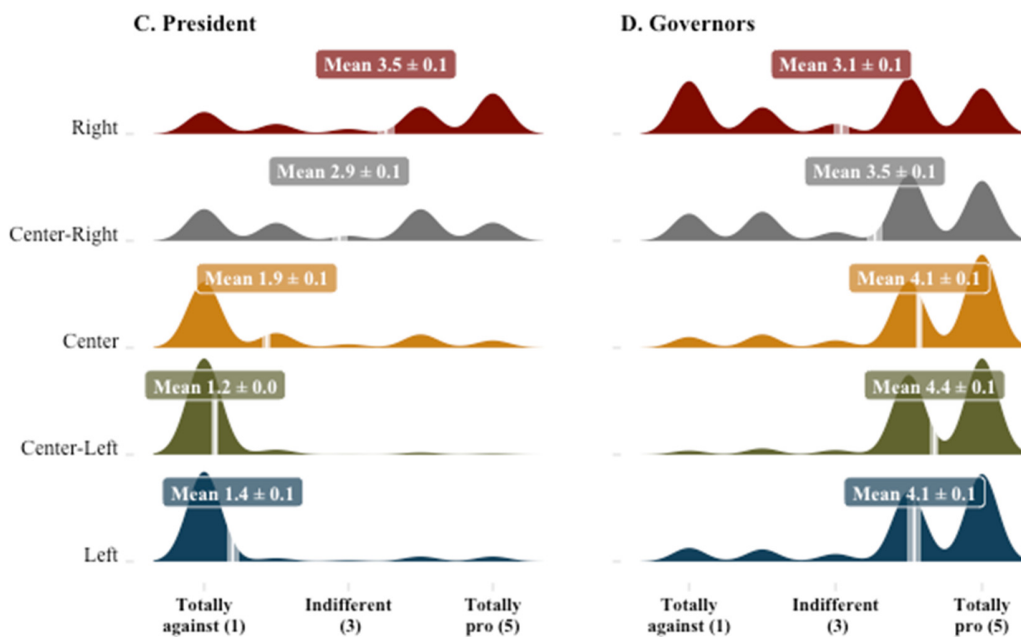 C. President
D. Governors
Mean 3.5 ± 0.1
Mean 3.1 ± 0.1
Right
Mean 2.9 ± 0.1
Mean 3.5 ± 0.1
Center-Right
Mean 1.9 ± 0.1
Mean 4.1 ± 0.1
Center
Mean 1.2 ± 0.0
Mean 4.4 ± 0.1
Center-Left
Mean 1.4 ± 0.1
Mean 4.1 ± 0.1
Left
Totally
against (1)
Indifferent
(3)
Totally
pro (5)
Totally
against (1)
Indifferent
(3)
Totally
pro (5)